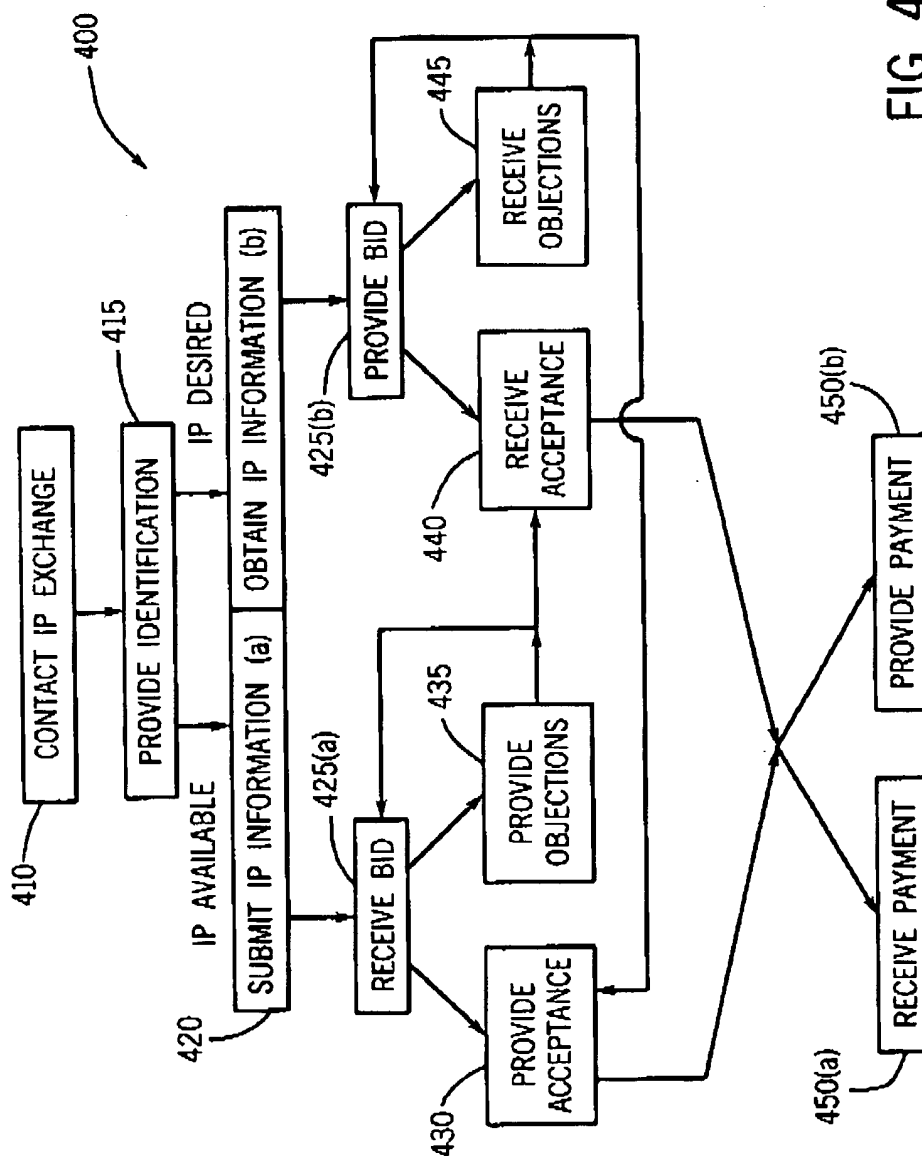 400
410
CONTACT IP EXCHANGE
415
PROVIDE IDENTIFICATION
IP AVAILABLE
IP DESIRED
420
SUBMIT IP INFORMATION (a)
OBTAIN IP INFORMATION (b)
425(a)
RECEIVE BID
425(b)
PROVIDE BID
430
PROVIDE
ACCEPTANCE
435
PROVIDE
OBJECTIONS
440
RECEIVE
ACCEPTANCE
445
RECEIVE
OBJECTIONS
450(a)
RECEIVE PAYMENT
450(b)
PROVIDE PAYMENT
FIG. 4